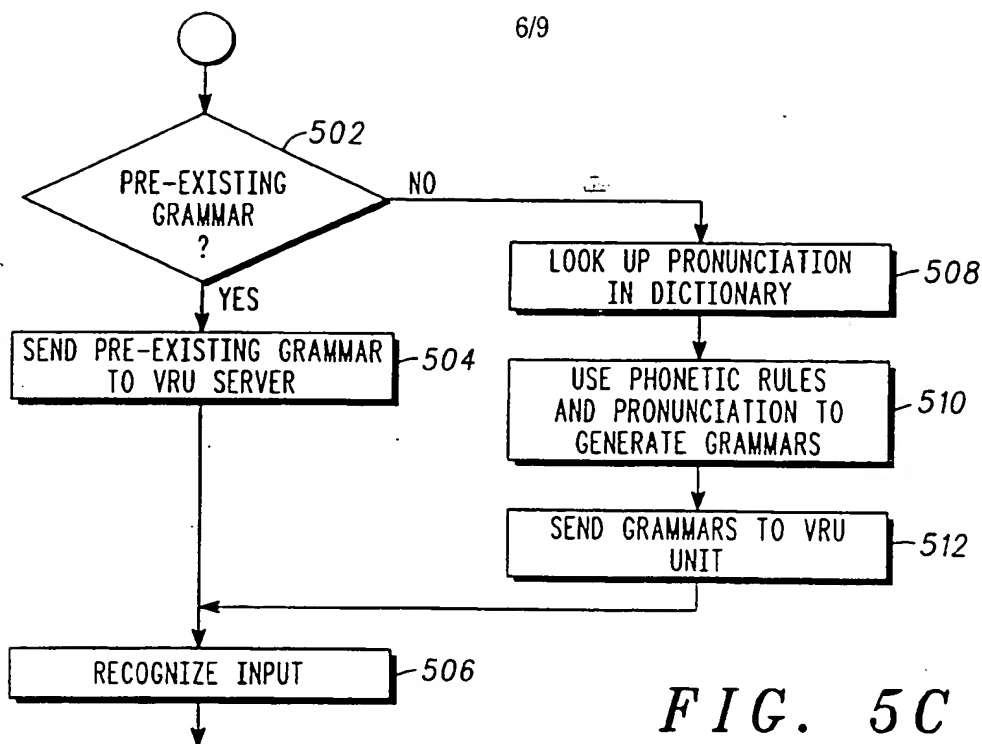 6/9
502
PRE-EXISTING
GRAMMAR
?
NO
YES
LOOK UP PRONUNCIATION
IN DICTIONARY
508
SEND PRE-EXISTING GRAMMAR
TO VRU SERVER
504
USE PHONETIC RULES
AND PRONUNCIATION TO
GENERATE GRAMMARS
510
SEND GRAMMARS TO VRU
UNIT
512
RECOGNIZE INPUT
506
FIG. 5C